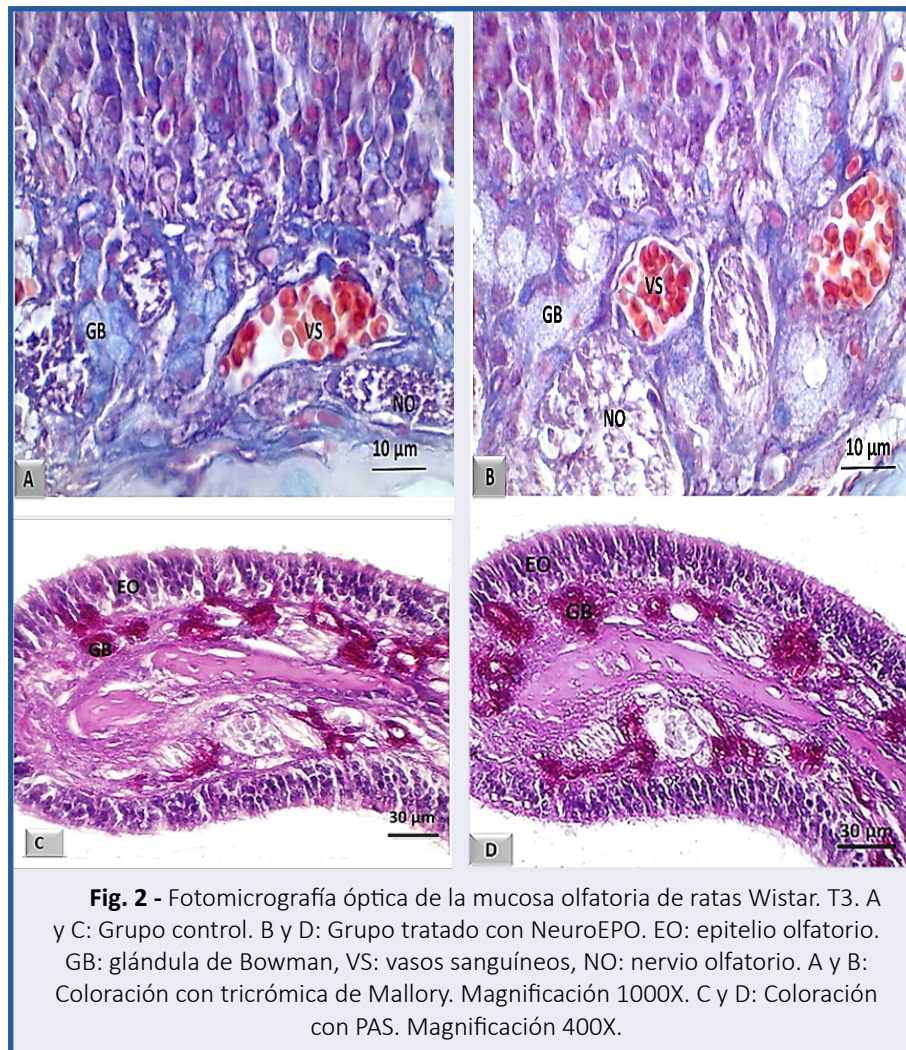 GB
VS
NO
10 µm
A
VS
GB
NO
10 µm
B
EO
GB
30 µm
C
EO
GB
30 µm
D
Fig. 2 - Fotomicrografía óptica de la mucosa olfatoria de ratas Wistar. T3. A
y C: Grupo control. B y D: Grupo tratado con NeuroEPO. EO: epitelio olfatorio.
GB: glándula de Bowman, VS: vasos sanguíneos, NO: nervio olfatorio. A y B:
Coloración con tricrómica de Mallory. Magnificación 1000X. C y D: Coloración
con PAS. Magnificación 400X.